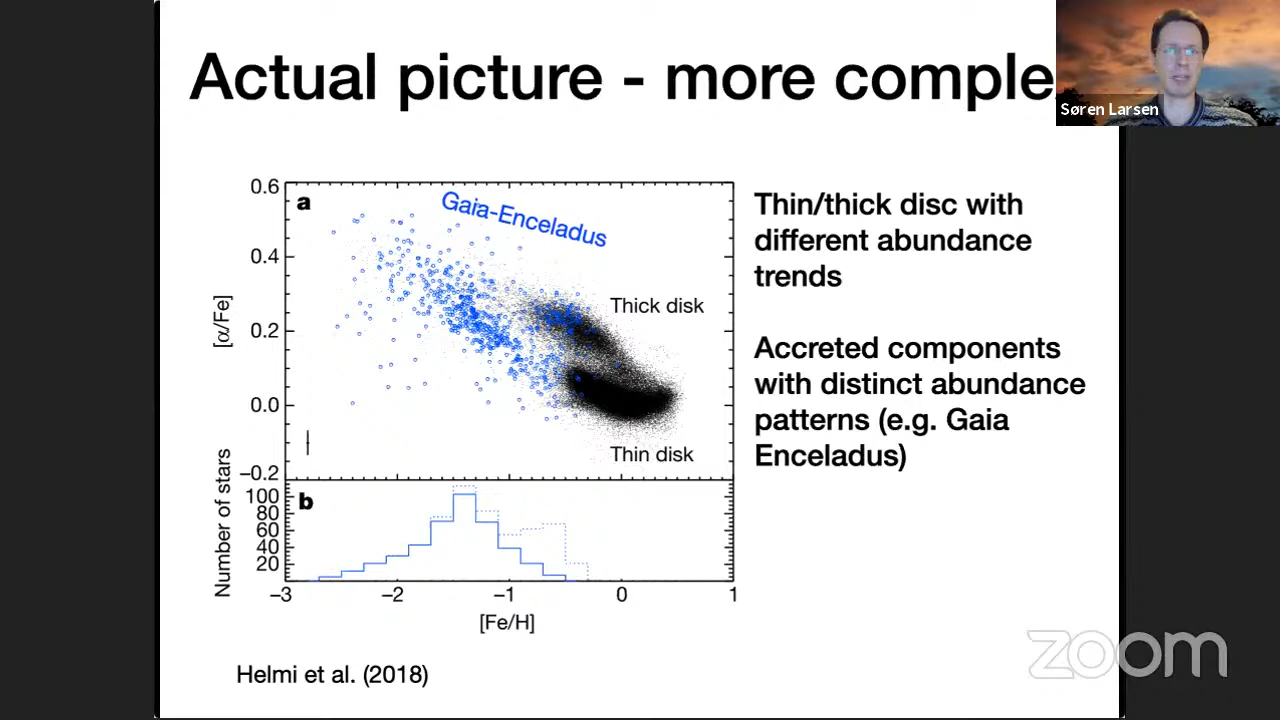 Actual picture - more comple
Søren Larsen
a
Gaia-Enceladus
Thick disk
Thin disk
0.6
0.4
0.2
0.0
−0.2
[α/Fe]
b
100
80
60
40
20
Number of stars
−3
−2
−1
0
1
[Fe/H]
Thin/thick disc with
different abundance
trends
Accreted components
with distinct abundance
patterns (e.g. Gaia
Enceladus)
Helmi et al. (2018)
zoom